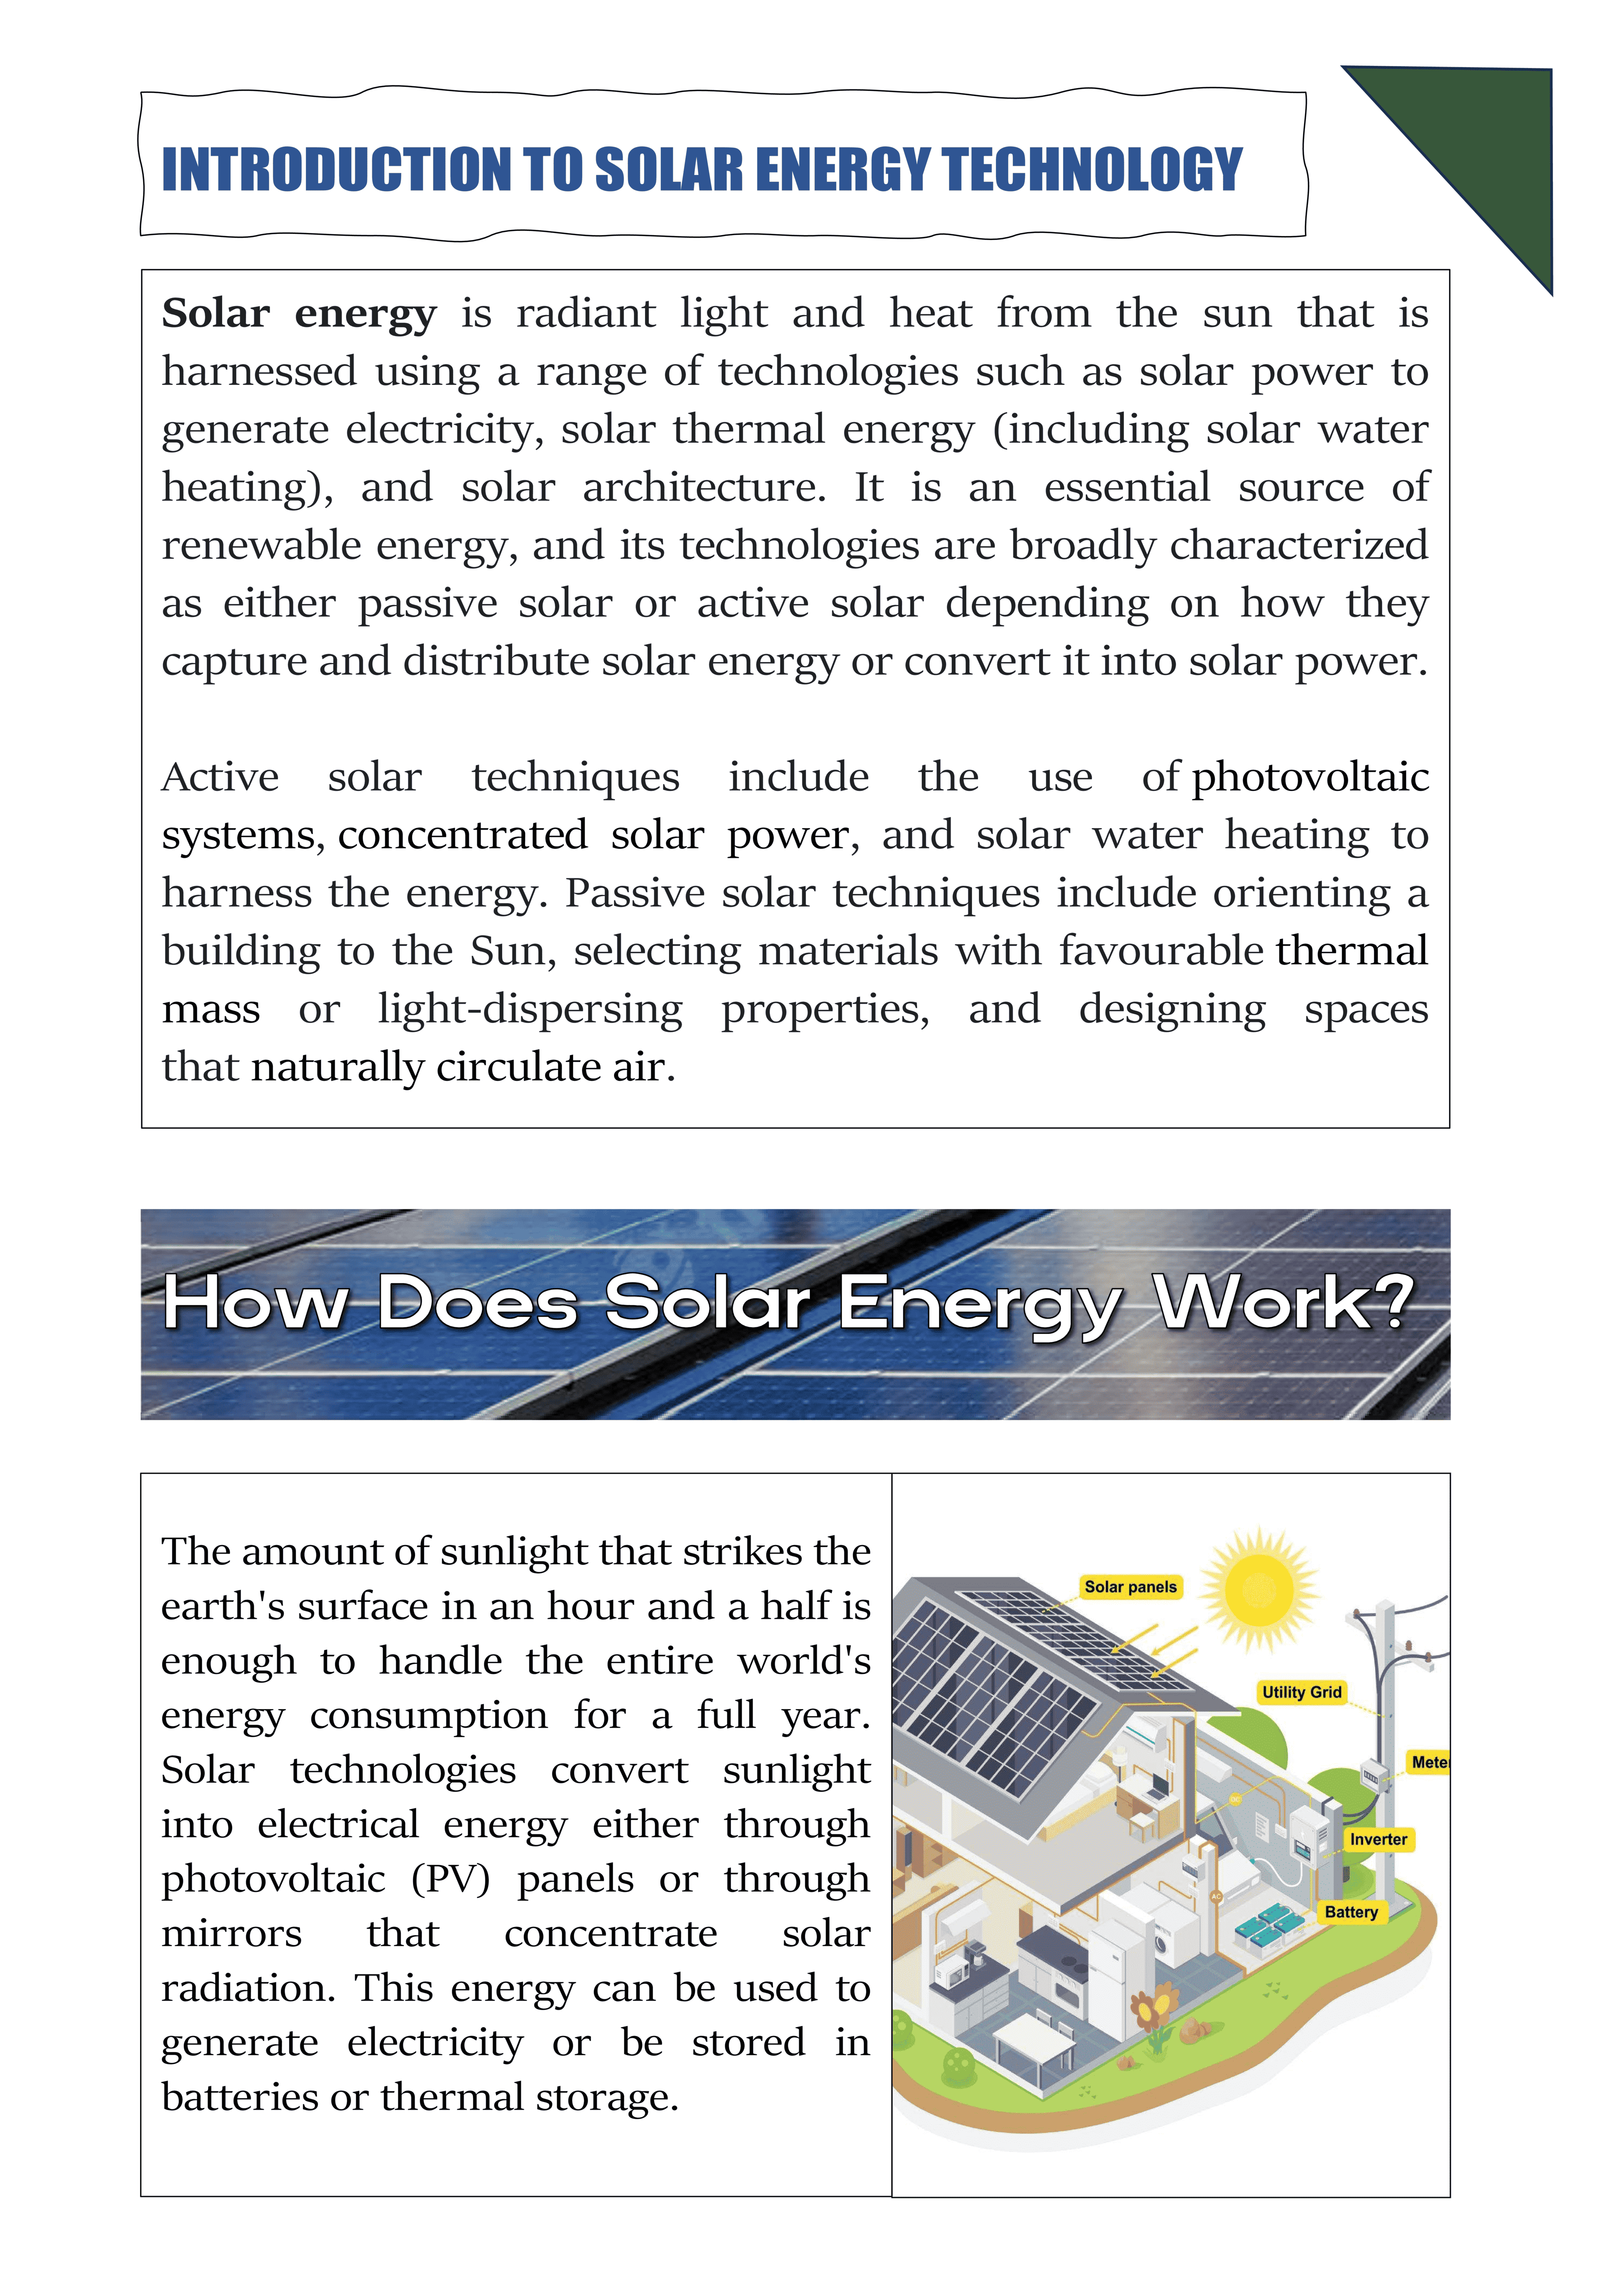 INTRODUCTION TO SOLAR ENERGY TECHNOLOGY
Solar energy is radiant light and heat from the sun that is
harnessed using a range of technologies such as solar power to
generate electricity, solar thermal energy (including solar water
heating), and solar architecture. It is an essential source of
renewable energy, and its technologies are broadly characterized
as either passive solar or active solar depending on how they
capture and distribute solar energy or convert it into solar power.
Active solar techniques include the use of photovoltaic
systems, concentrated solar power, and solar water heating to
harness the energy. Passive solar techniques include orienting a
building to the Sun, selecting materials with favourable thermal
mass or light-dispersing properties, and designing spaces
that naturally circulate air.
How Does Solar Energy Work?
The amount of sunlight that strikes the
earth's surface in an hour and a half is
enough to handle the entire world's
energy consumption for a full year.
Solar technologies convert sunlight
into electrical energy either through
photovoltaic (PV) panels or through
mirrors that concentrate solar
radiation. This energy can be used to
generate electricity or be stored in
batteries or thermal storage.
Solar panels
Utility Grid
Meter
Inverter
Battery
DC
AC